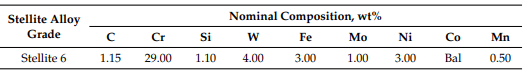 Stellite Alloy Grade Nominal Composition, wt%
C Cr Si W Fe Mo Ni Co Mn
Stellite 6 1.15 29.00 1.10 4.00 3.00 1.00 3.00 Bal 0.50